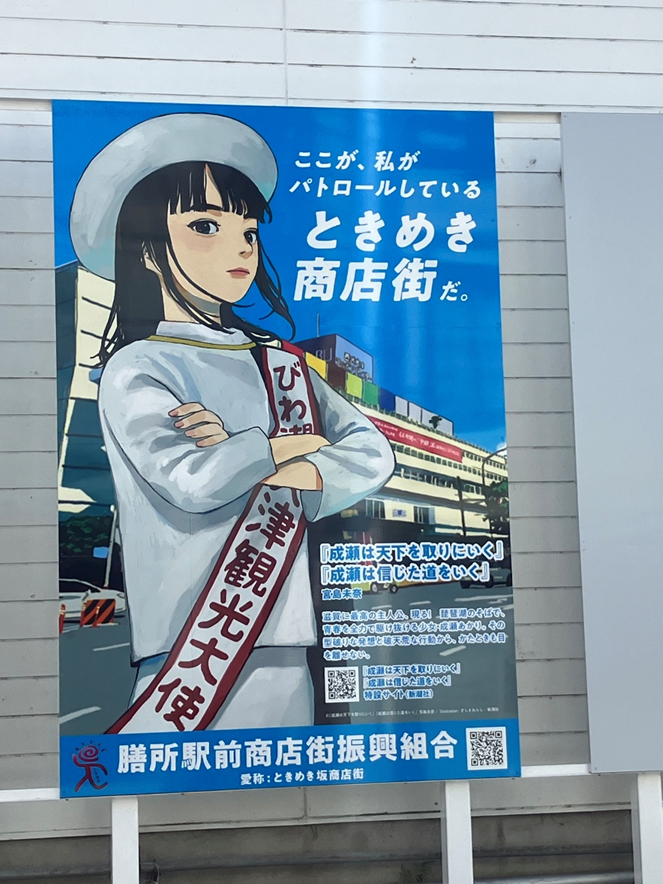 ここが、私が
パトロールしている
ときめき
商店街だ。
びわ湖
津観光大使
『成瀬は天下を取りにいく』
『成瀬は信じた道をいく』
宮島未奈
滋賀に最高の主人公、現る! 琵琶湖のそばで、
青春を全力で駆け抜ける少女・成瀬あかり。その
型破りな発想と破天荒な行動から、かたときも目
を離せない。
『成瀬は天下を取りにいく』
『成瀬は信じた道をいく』
特設サイト(新潮社)
膳所駅前商店街振興組合
愛称:ときめき坂商店街